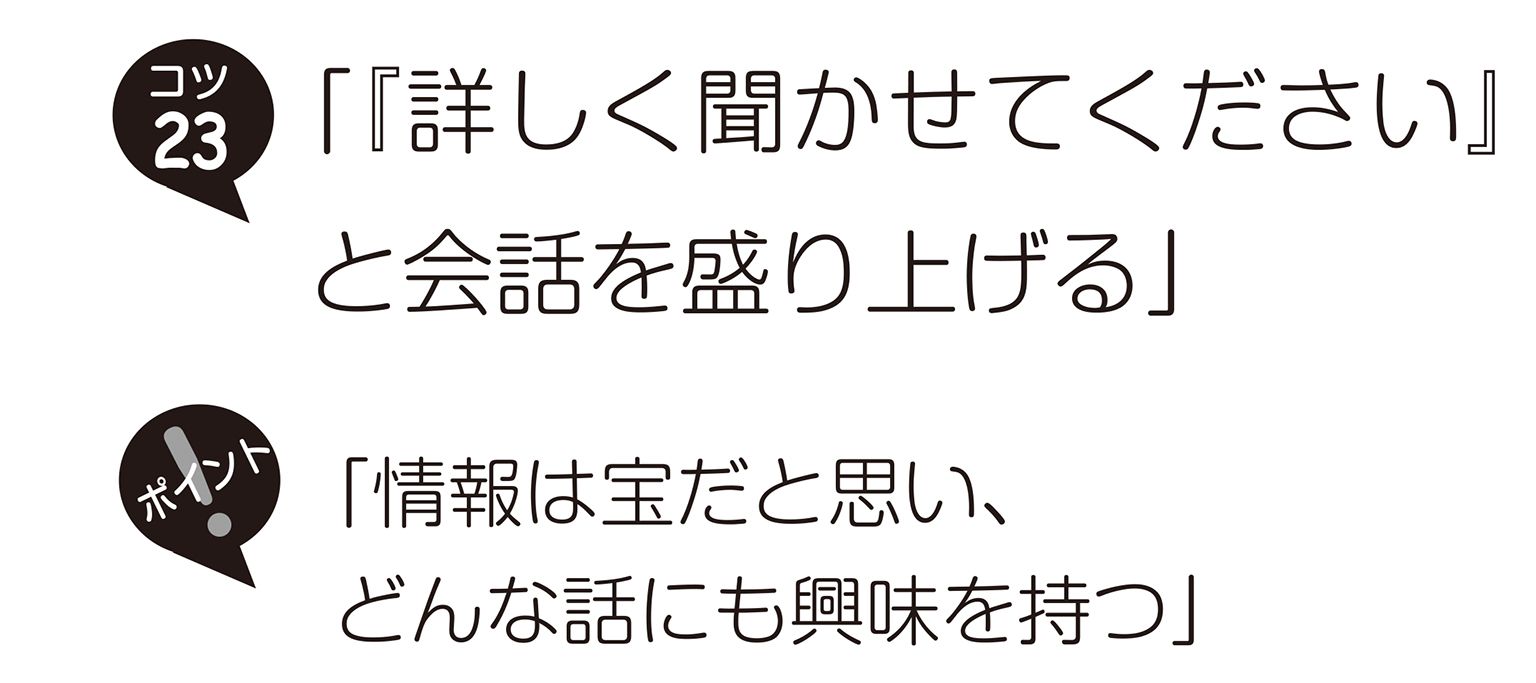 コツ
23
「『詳しく聞かせてください』
と会話を盛り上げる」
ポイント
「情報は宝だと思い、
どんな話にも興味を持つ」